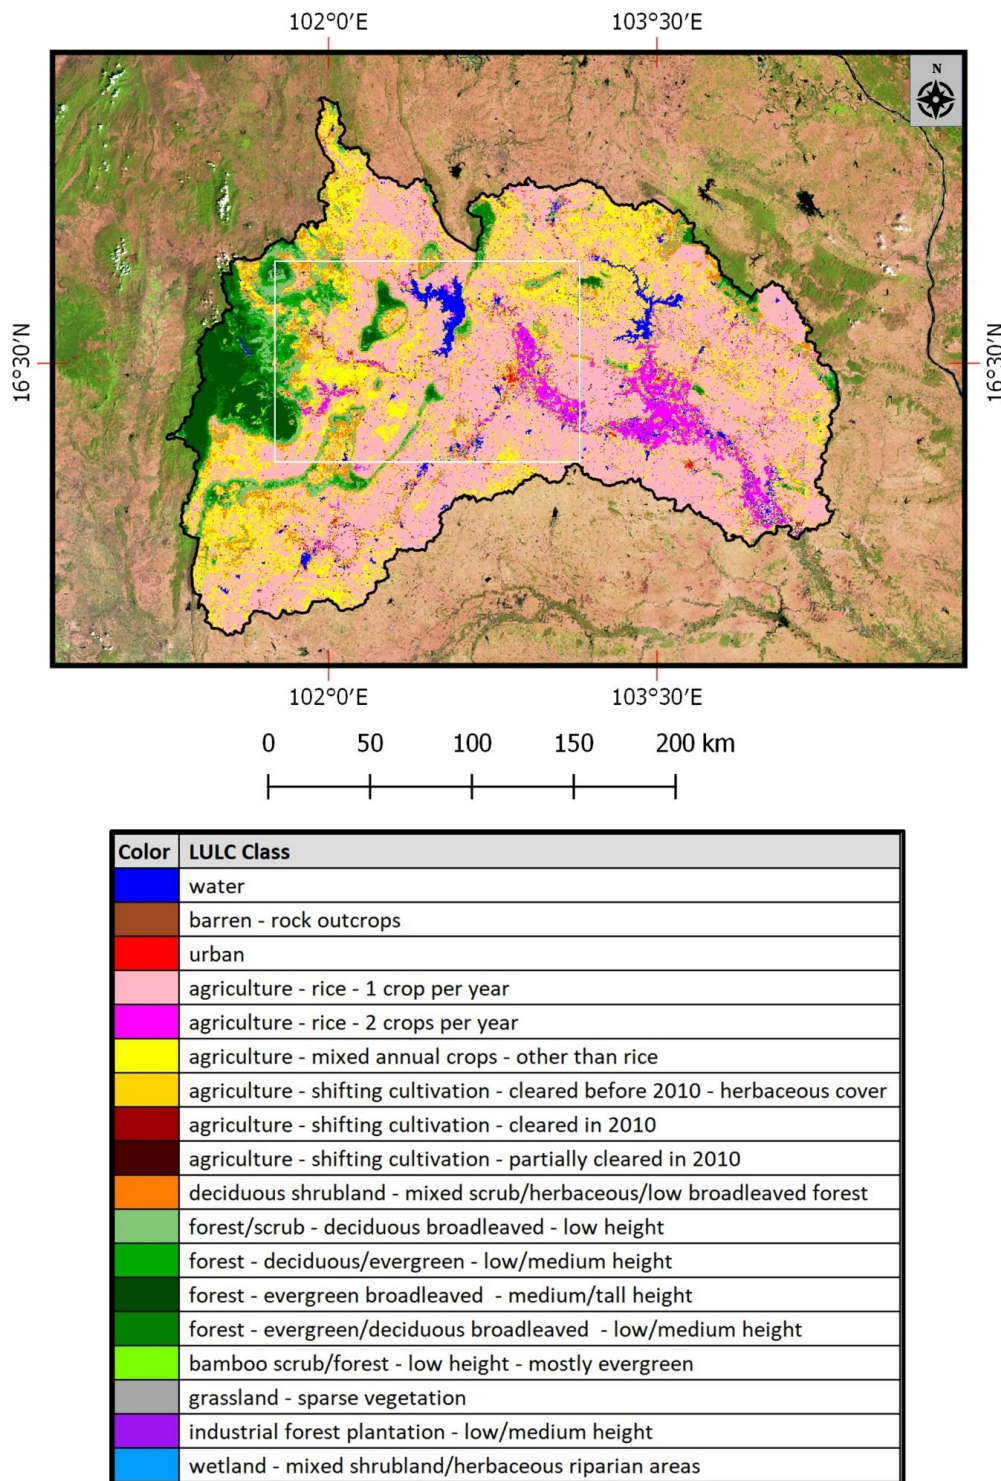 102°0′E 103°30′E
N
16°30′N 16°30′N
102°0′E 103°30′E
0 50 100 150 200 km
Color LULC Class
water
barren - rock outcrops
urban
agriculture - rice - 1 crop per year
agriculture - rice - 2 crops per year
agriculture - mixed annual crops - other than rice
agriculture - shifting cultivation - cleared before 2010 - herbaceous cover
agriculture - shifting cultivation - cleared in 2010
agriculture - shifting cultivation - partially cleared in 2010
deciduous shrubland - mixed scrub/herbaceous/low broadleaved forest
forest/scrub - deciduous broadleaved - low height
forest - deciduous/evergreen - low/medium height
forest - evergreen broadleaved - medium/tall height
forest - evergreen/deciduous broadleaved - low/medium height
bamboo scrub/forest - low height - mostly evergreen
grassland - sparse vegetation
industrial forest plantation - low/medium height
wetland - mixed shrubland/herbaceous riparian areas